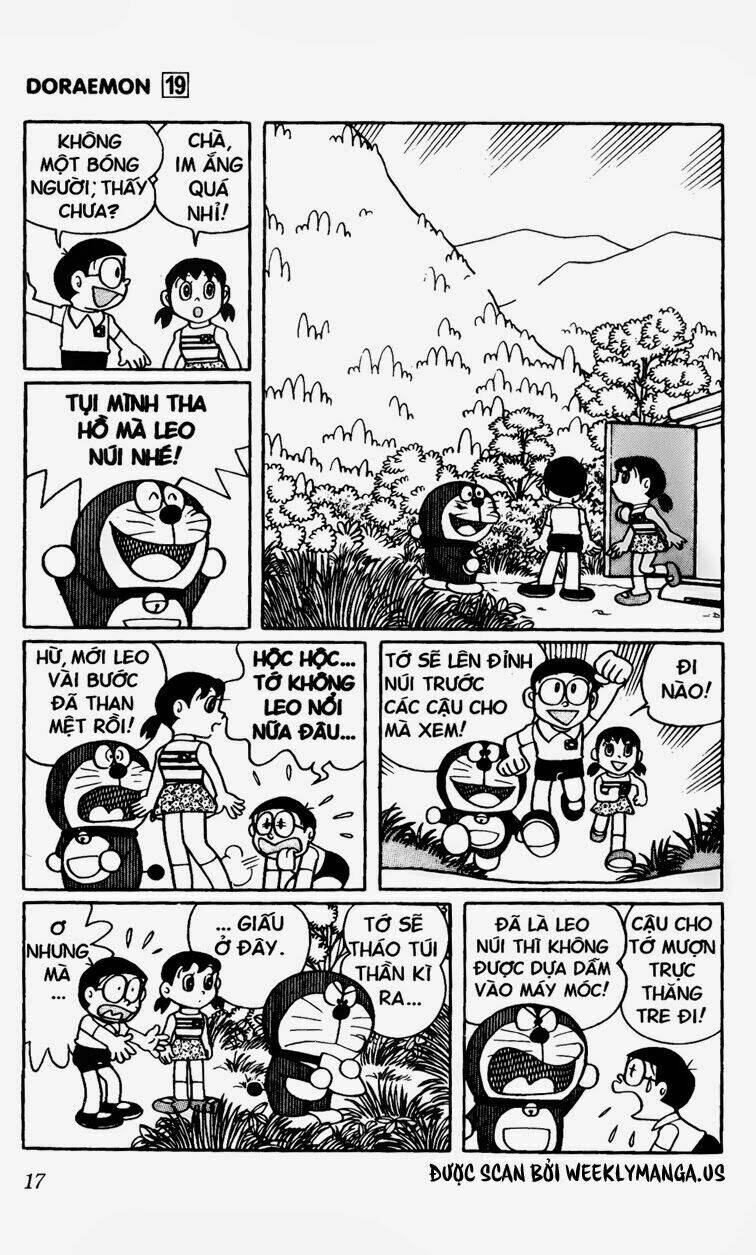 DORAEMON 19
CHÀ,
IM ẮNG
QUÁ
NHỈ!
KHÔNG
MỘT BÓNG
NGƯỜI; THẤY
CHƯA?
TỤI MÌNH THA
HỒ MÀ LEO
NÚI NHÉ!
ĐI
NÀO!
TỚ SẼ LÊN ĐỈNH
NÚI TRƯỚC
CÁC CẬU CHO
MÀ XEM!
HỘC HỘC...
TỚ KHÔNG
LEO NỔI
NỮA ĐÂU...
HỪ, MỚI LEO
VÀI BƯỚC
ĐÃ THAN
MỆT RỒI!
CẬU CHO
TỚ MƯỢN
TRỰC
THĂNG
TRE ĐI!
ĐÃ LÀ LEO
NÚI THÌ KHÔNG
ĐƯỢC DỰA DẪM
VÀO MÁY MÓC!
TỚ SẼ
THÁO TÚI
THẦN KÌ
RA...
... GIẤU
Ở ĐÂY.
Ơ
NHƯNG
MÀ
...
17
ĐƯỢC SCAN BỞI WEEKLYMANGA.US